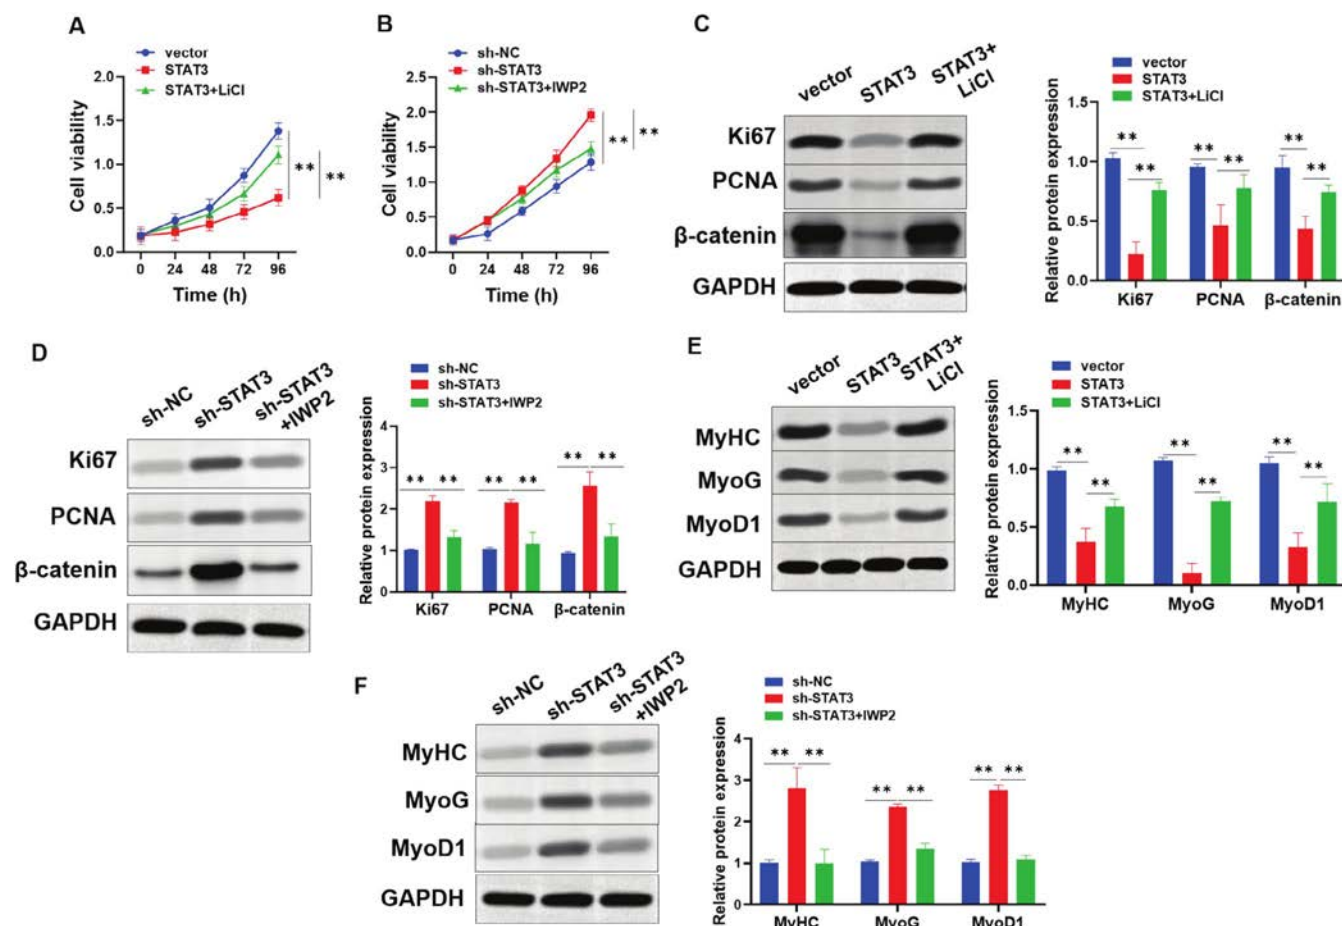 A
vector
STAT3
STAT3+LiCl
Cell viability
2.0
1.5
1.0
0.5
0.0
**
**
0 24 48 72 96
Time (h)
B
sh-NC
sh-STAT3
sh-STAT3+IWP2
Cell viability
2.5
2.0
1.5
1.0
0.5
0.0
**
**
0 24 48 72 96
Time (h)
C
vector STAT3 STAT3+
LiCl
Ki67
PCNA
β-catenin
GAPDH
vector
STAT3
STAT3+LiCl
Relative protein expression
1.5
1.0
0.5
0.0
** ** ** ** ** **
Ki67 PCNA β-catenin
D
sh-NC sh-STAT3 sh-STAT3
+IWP2
Ki67
PCNA
β-catenin
GAPDH
sh-NC
sh-STAT3
sh-STAT3+IWP2
Relative protein expression
4
3
2
1
0
** ** ** ** ** **
Ki67 PCNA β-catenin
E
vector STAT3 STAT3+
LiCl
MyHC
MyoG
MyoD1
GAPDH
vector
STAT3
STAT3+LiCl
Relative protein expression
1.5
1.0
0.5
0.0
** ** ** ** ** **
MyHC MyoG MyoD1
F
sh-NC sh-STAT3 sh-STAT3
+IWP2
MyHC
MyoG
MyoD1
GAPDH
sh-NC
sh-STAT3
sh-STAT3+IWP2
Relative protein expression
4
3
2
1
0
** ** ** ** ** **
MyHC MyoG MyoD1